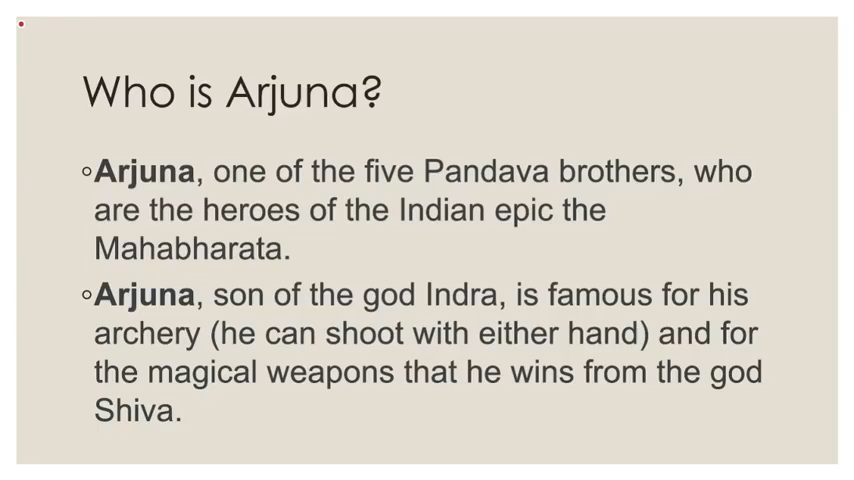 Who is Arjuna?
◦Arjuna, one of the five Pandava brothers, who
are the heroes of the Indian epic the
Mahabharata.
◦Arjuna, son of the god Indra, is famous for his
archery (he can shoot with either hand) and for
the magical weapons that he wins from the god
Shiva.